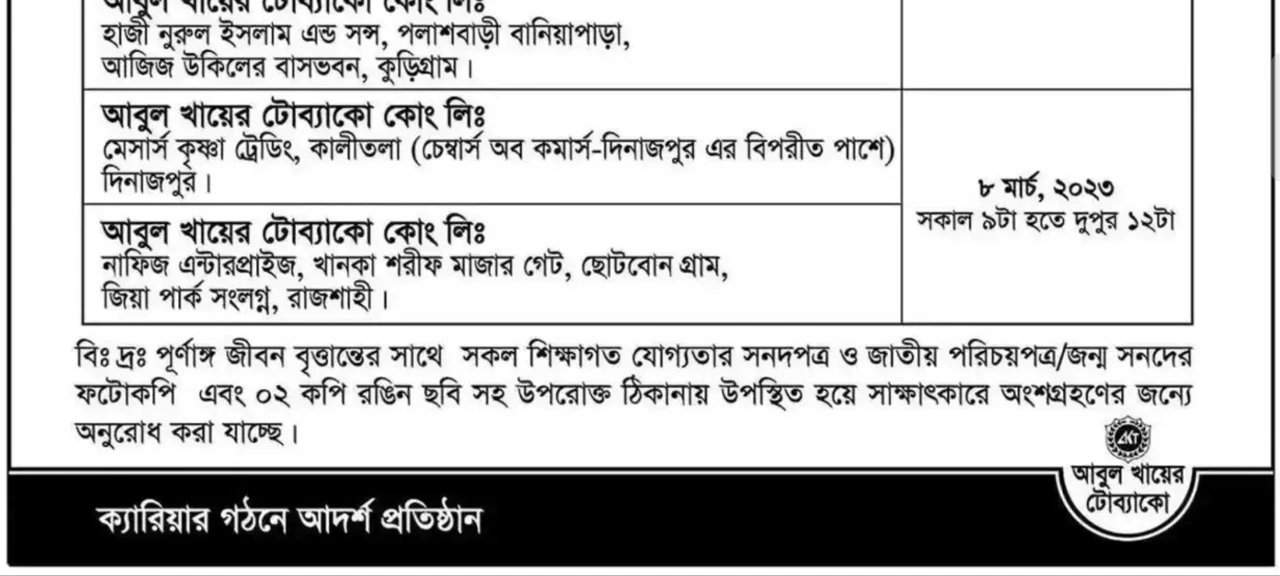 আবুল খায়ের টোব্যাকো কোং লিঃ
হাজী নুরুল ইসলাম এন্ড সন্স, পলাশবাড়ী বানিয়াপাড়া,
আজিজ উকিলের বাসভবন, কুড়িগ্রাম।
আবুল খায়ের টোব্যাকো কোং লিঃ
মেসার্স কৃষ্ণা ট্রেডিং, কালীতলা (চেম্বার্স অব কমার্স-দিনাজপুর এর বিপরীত পাশে)
দিনাজপুর।
৮ মার্চ, ২০২৩
সকাল ৯টা হতে দুপুর ১২টা
আবুল খায়ের টোব্যাকো কোং লিঃ
নাফিজ এন্টারপ্রাইজ, খানকা শরীফ মাজার গেট, ছোটবোন গ্রাম,
জিয়া পার্ক সংলগ্ন, রাজশাহী।
বিঃ দ্রঃ পূর্ণাঙ্গ জীবন বৃত্তান্তের সাথে সকল শিক্ষাগত যোগ্যতার সনদপত্র ও জাতীয় পরিচয়পত্র/জন্ম সনদের
ফটোকপি এবং ০২ কপি রঙিন ছবি সহ উপরোক্ত ঠিকানায় উপস্থিত হয়ে সাক্ষাৎকারে অংশগ্রহণের জন্যে
অনুরোধ করা যাচ্ছে।
AKT
আবুল খায়ের
টোব্যাকো
ক্যারিয়ার গঠনে আদর্শ প্রতিষ্ঠান